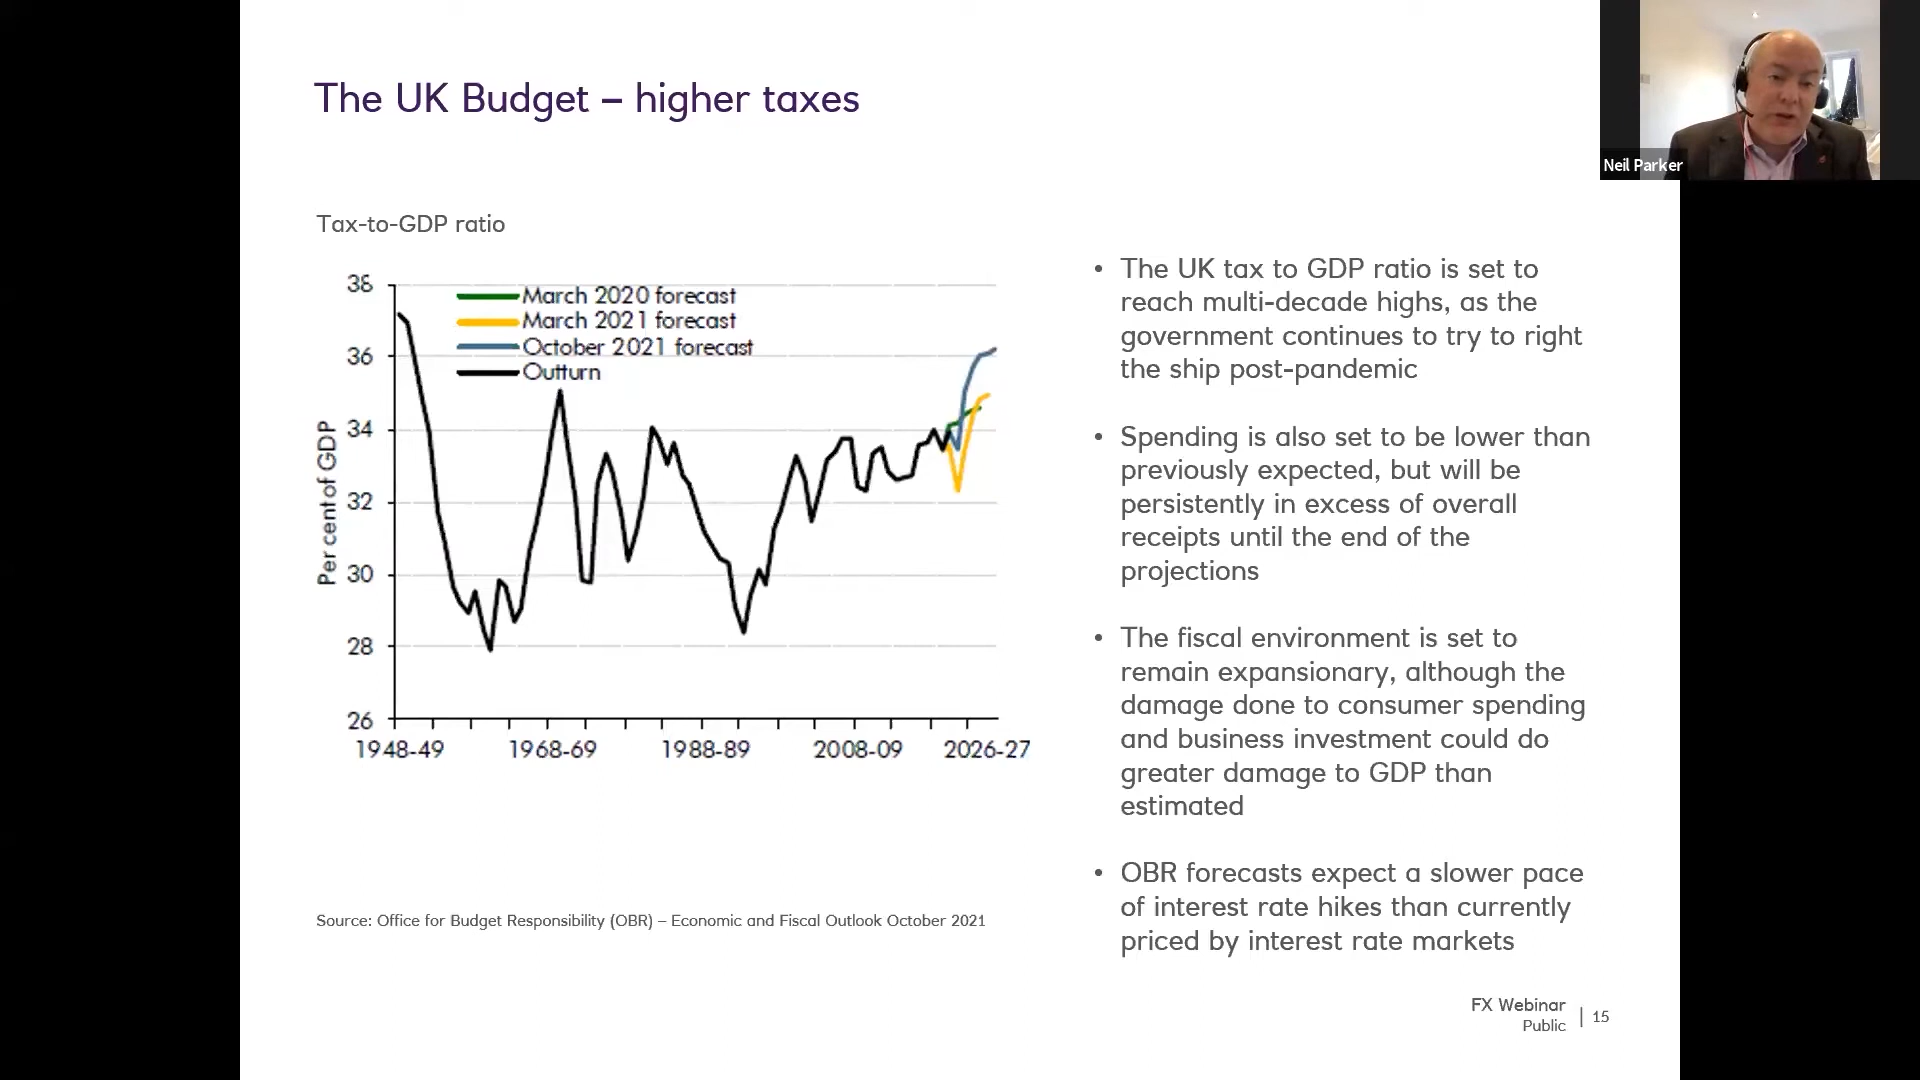 The UK Budget – higher taxes
Neil Parker
Tax-to-GDP ratio
38
36
34
32
30
28
26
Per cent of GDP
March 2020 forecast
March 2021 forecast
October 2021 forecast
Outturn
1948-49
1968-69
1988-89
2008-09
2026-27
Source: Office for Budget Responsibility (OBR) – Economic and Fiscal Outlook October 2021
• The UK tax to GDP ratio is set to
reach multi-decade highs, as the
government continues to try to right
the ship post-pandemic
• Spending is also set to be lower than
previously expected, but will be
persistently in excess of overall
receipts until the end of the
projections
• The fiscal environment is set to
remain expansionary, although the
damage done to consumer spending
and business investment could do
greater damage to GDP than
estimated
• OBR forecasts expect a slower pace
of interest rate hikes than currently
priced by interest rate markets
FX Webinar
Public
15